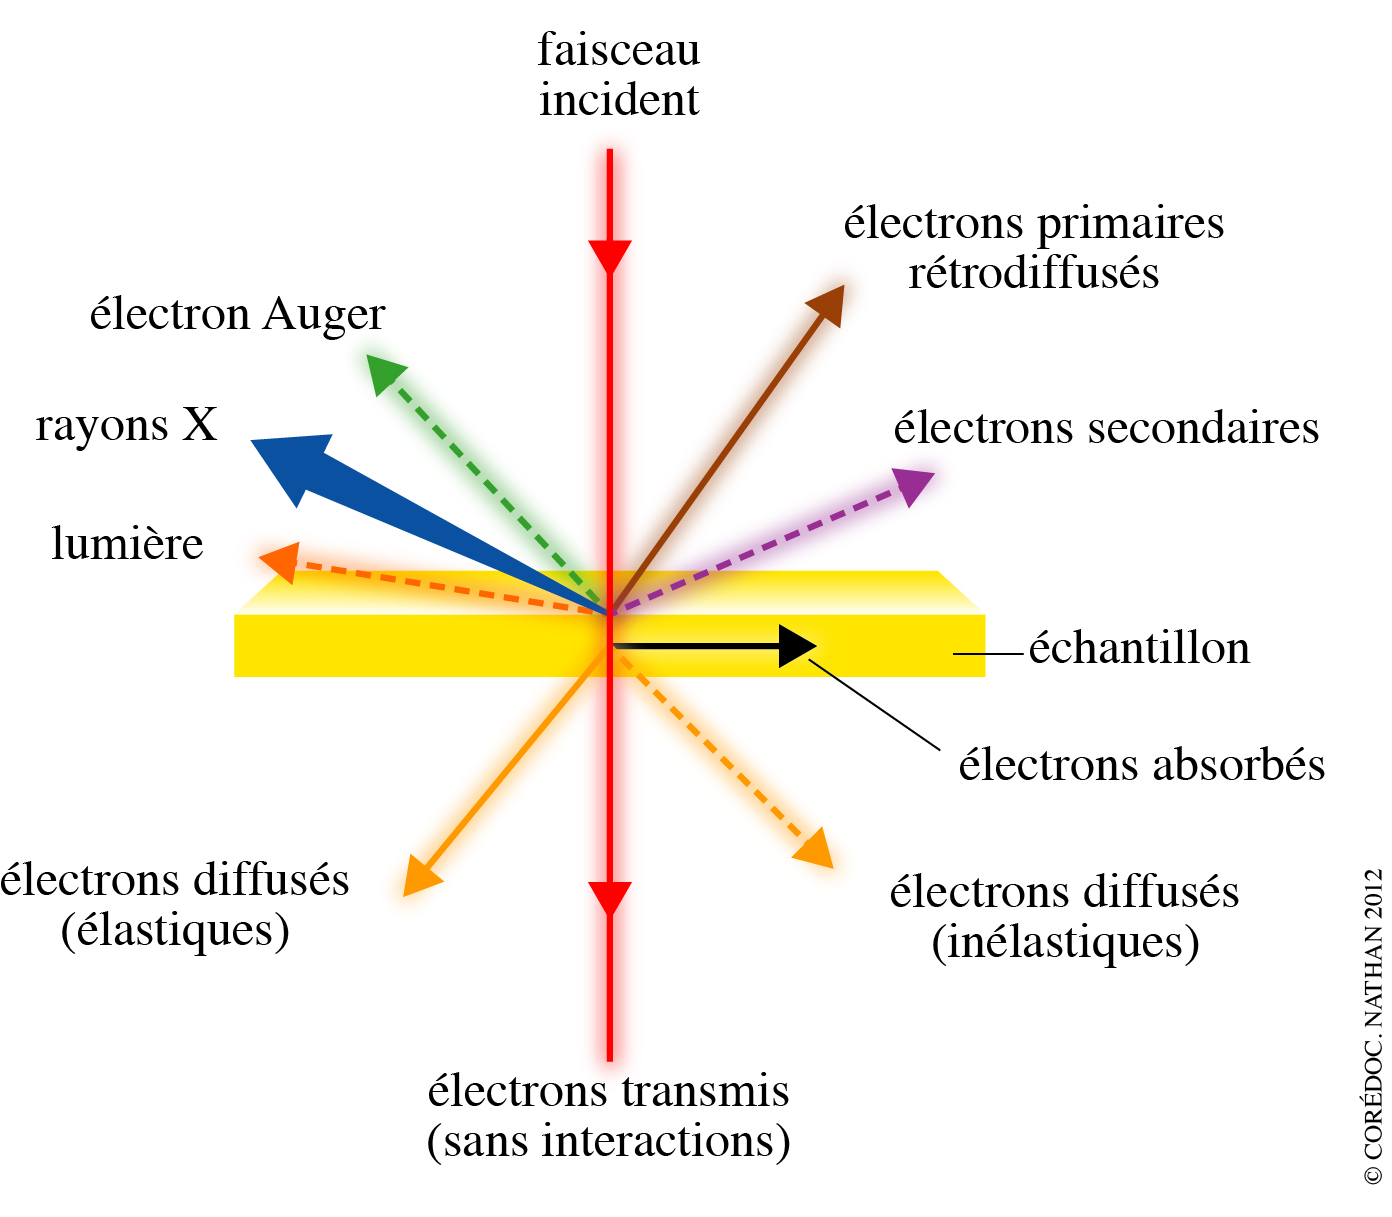 faisceau
incident
électrons primaires
rétrodiffusés
électron Auger
rayons X
électrons secondaires
lumière
échantillon
électrons absorbés
électrons diffusés
(élastiques)
électrons diffusés
(inélastiques)
électrons transmis
(sans interactions)
© CORÉDOC. NATHAN 2012